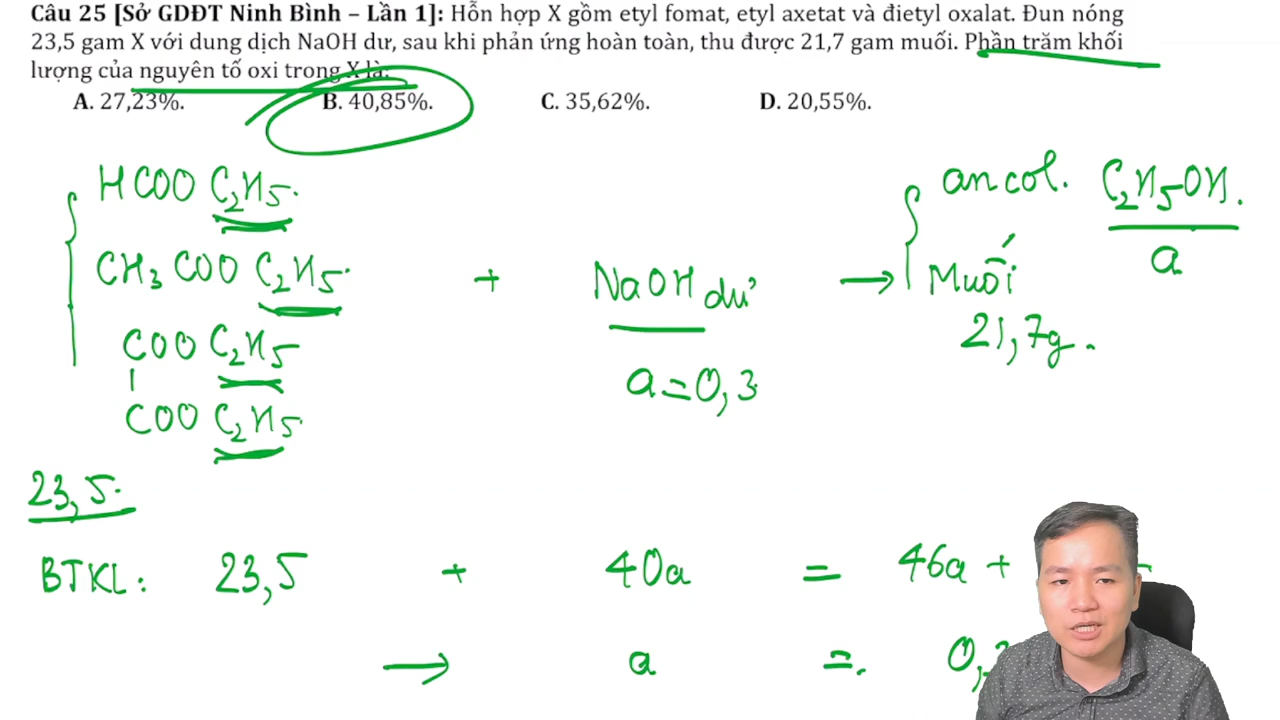 Câu 25 [Sở GDĐT Ninh Bình – Lần 1]: Hỗn hợp X gồm etyl fomat, etyl axetat và đietyl oxalat. Đun nóng
23,5 gam X với dung dịch NaOH dư, sau khi phản ứng hoàn toàn, thu được 21,7 gam muối. Phần trăm khối
lượng của nguyên tố oxi trong X là:
A. 27,23%. B. 40,85%. C. 35,62%. D. 20,55%.
HCOO C2H5.
CH3 COO C2H5.
COO C2H5
COO C2H5.
23,5.
+
NaOH dư
a = 0,3
→
ancol. C2H5OH.
a
Muối
21,7g.
BTKL: 23,5 + 40a = 46a +
→ a =. 0,